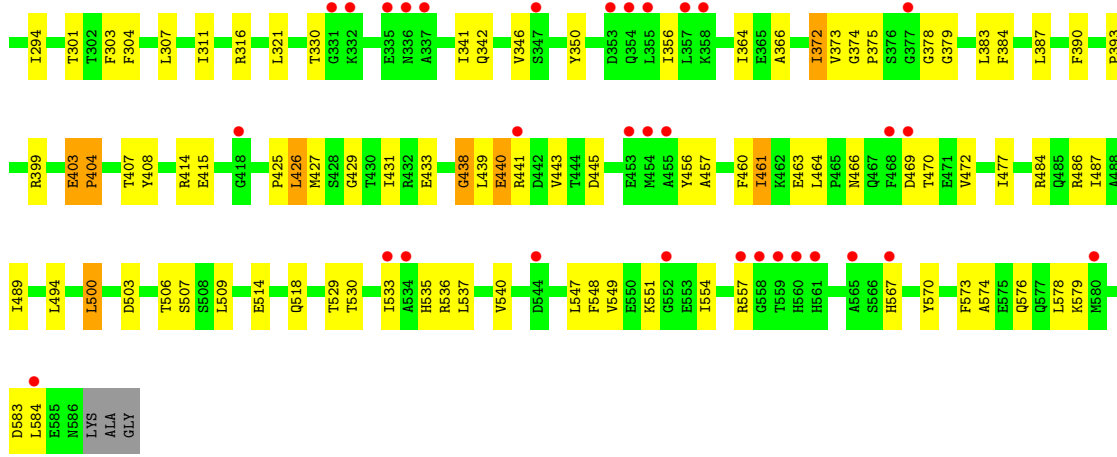 I294 T301 T302 F303 F304 L307 I311 R316 L321 T330 G331 K332 E335 N336 A337 I341 Q342 V346 S347 Y350 D353 Q354 L355 I356 L357 K358 I364 E365 A366 I372 V373 G374 P375 S376 G377 G378 G379 L383 F384 L387 F390 P393
R399 E403 P404 T407 Y408 R414 E415 G418 P425 L426 M427 S428 G429 T430 I431 R432 E433 G438 L439 E440 R441 D442 V443 T444 D445 E453 M454 A455 Y456 A457 F460 I461 K462 E463 L464 P465 N466 Q467 F468 D469 T470 E471 V472 I477 R484 Q485 R486 I487 A488
I489 L494 L500 D503 T506 S507 S508 L509 E514 Q518 T529 T530 I533 A534 H535 R536 L537 V540 D544 L547 F548 V549 E550 K551 G552 E553 I554 R557 G558 T559 H560 H561 A565 S566 H567 Y570 F573 A574 E575 Q576 Q577 L578 K579 M580
D583 L584 E585 N586 LYS ALA GLY